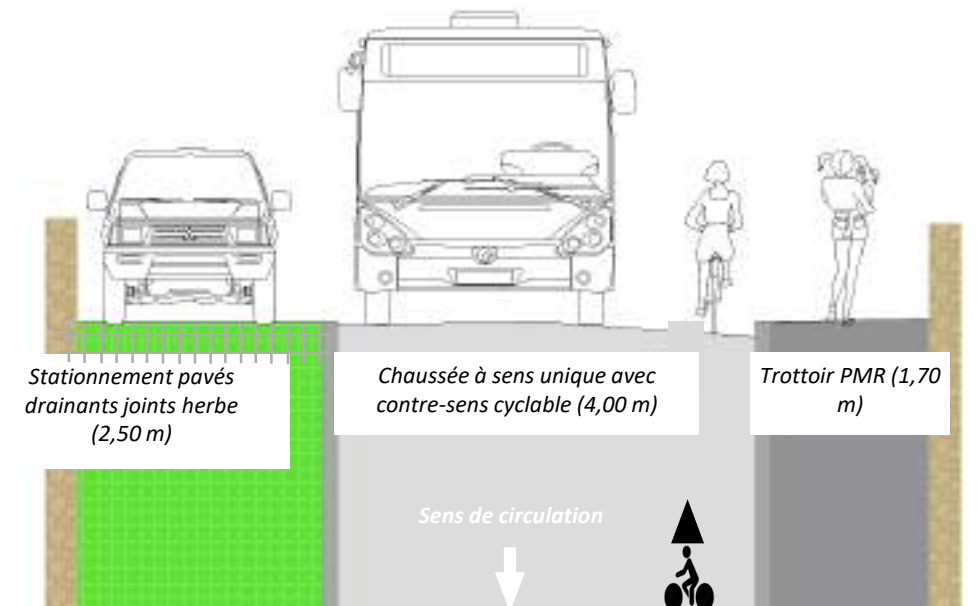 Stationnement pavés
drainants joints herbe
(2,50 m)
Chaussée à sens unique avec
contre-sens cyclable (4,00 m)
Trottoir PMR (1,70
m)
Sens de circulation